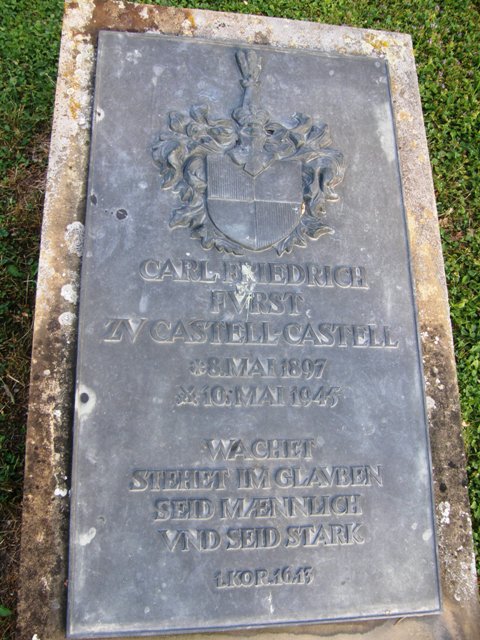 CARL FRIEDRICH
FVRST
ZV CASTELL-CASTELL
* 8. MAI 1897
⚔ 10. MAI 1945
WACHET
STEHET IM GLAVBEN
SEID MÆNNLICH
VND SEID STARK
1. KOR. 16.13